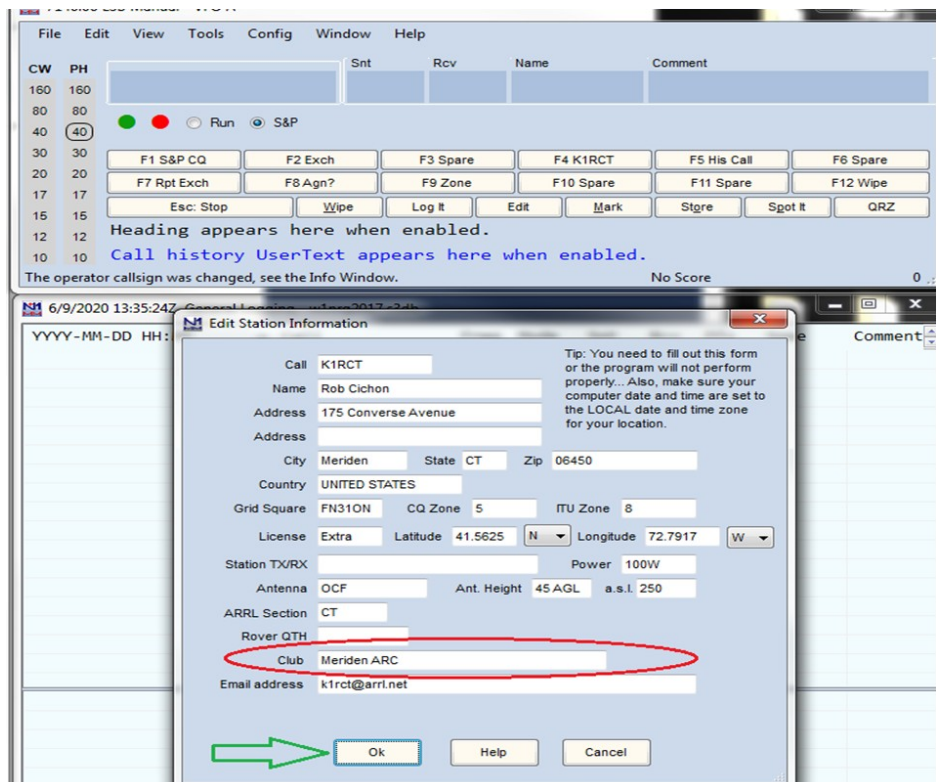 File Edit View Tools Config Window Help
CW PH Snt Rcv Name Comment
160 160
80 80
40 40 Run S&P
30 30 F1 S&P CQ F2 Exch F3 Spare F4 K1RCT F5 His Call F6 Spare
20 20 F7 Rpt Exch F8 Agn? F9 Zone F10 Spare F11 Spare F12 Wipe
17 17
15 15 Esc: Stop Wipe Log It Edit Mark Store Spot It QRZ
12 12 Heading appears here when enabled.
10 10 Call history UserText appears here when enabled.
The operator callsign was changed, see the Info Window. No Score 0
N1 6/9/2020 13:35:24Z General Logging
YYYY-MM-DD HH: Comment
N1 Edit Station Information
Tip: You need to fill out this form
or the program will not perform
properly... Also, make sure your
computer date and time are set to
the LOCAL date and time zone
for your location.
Call K1RCT
Name Rob Cichon
Address 175 Converse Avenue
Address
City Meriden State CT Zip 06450
Country UNITED STATES
Grid Square FN31ON CQ Zone 5 ITU Zone 8
License Extra Latitude 41.5625 N Longitude 72.7917 W
Station TX/RX Power 100W
Antenna OCF Ant. Height 45 AGL a.s.l. 250
ARRL Section CT
Rover QTH
Club Meriden ARC
Email address k1rct@arrl.net
Ok Help Cancel